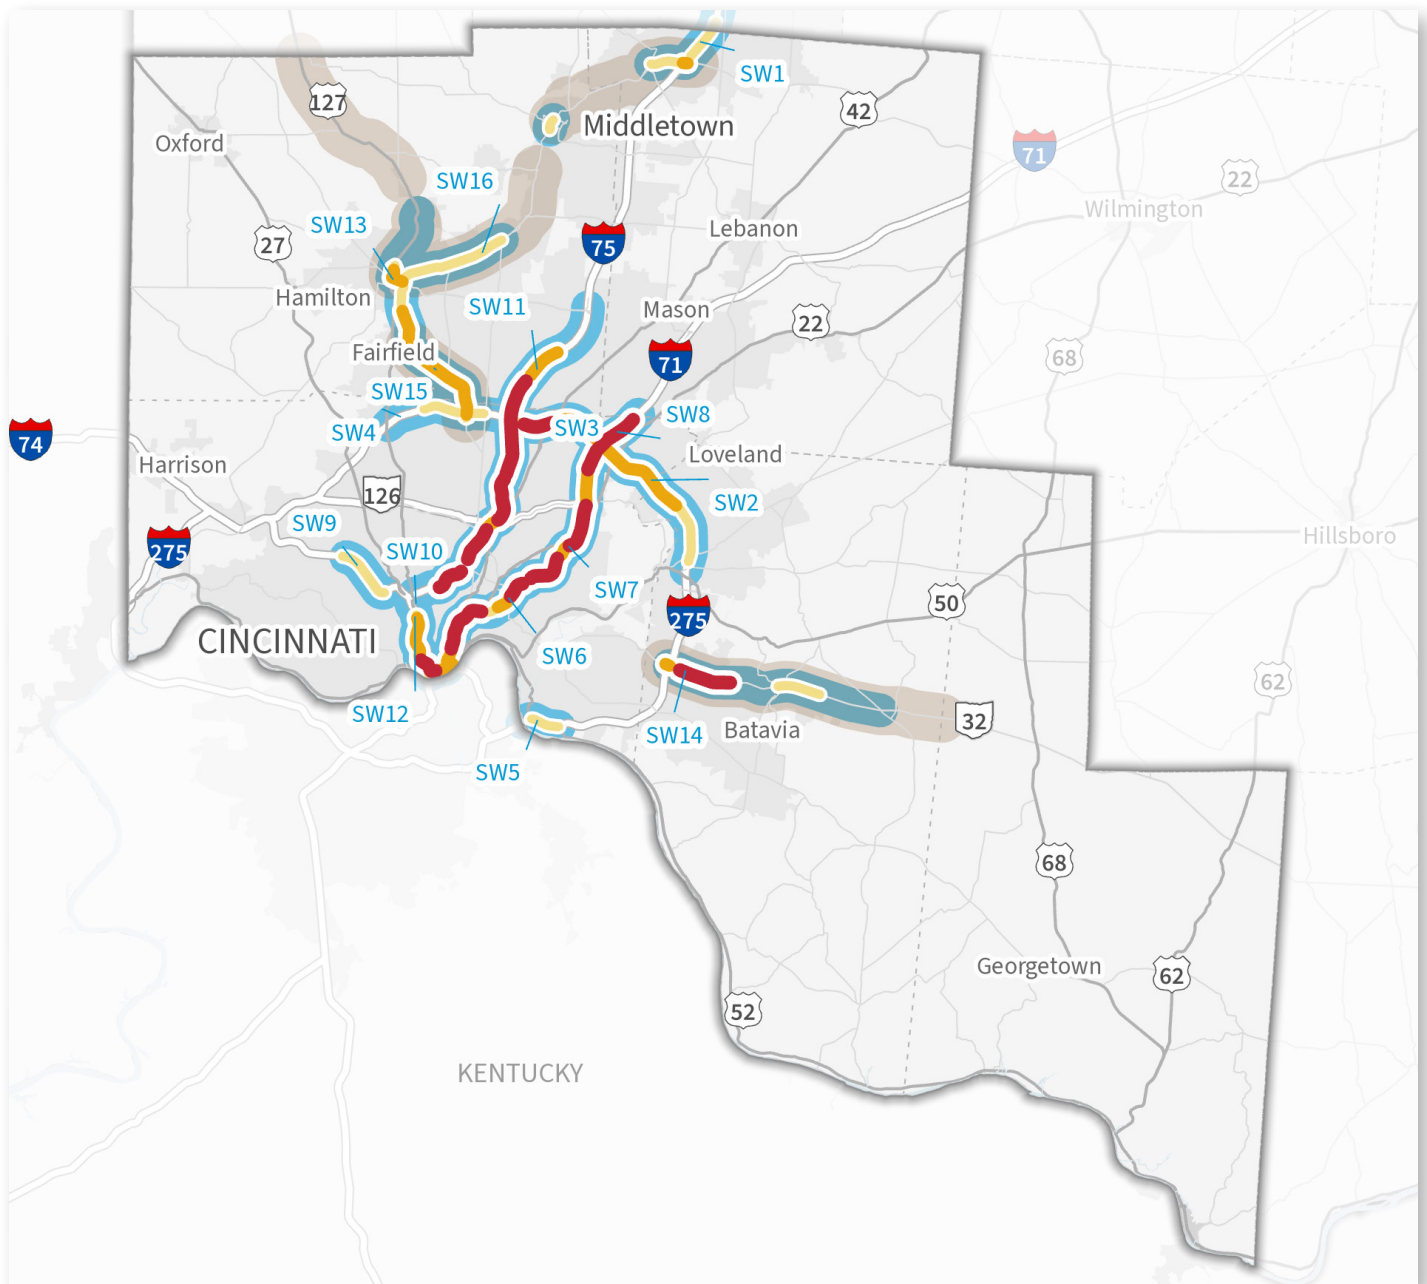 SW1
127
42
Middletown
Oxford
71
22
SW16
Wilmington
SW13
27
75
Lebanon
Hamilton
SW11
Mason
22
Fairfield
71
68
SW15
SW8
SW4
SW3
74
Loveland
Harrison
126
SW2
SW9
Hillsboro
275
SW10
SW7
50
275
CINCINNATI
SW6
62
SW12
SW14
Batavia
32
SW5
68
Georgetown
62
52
KENTUCKY